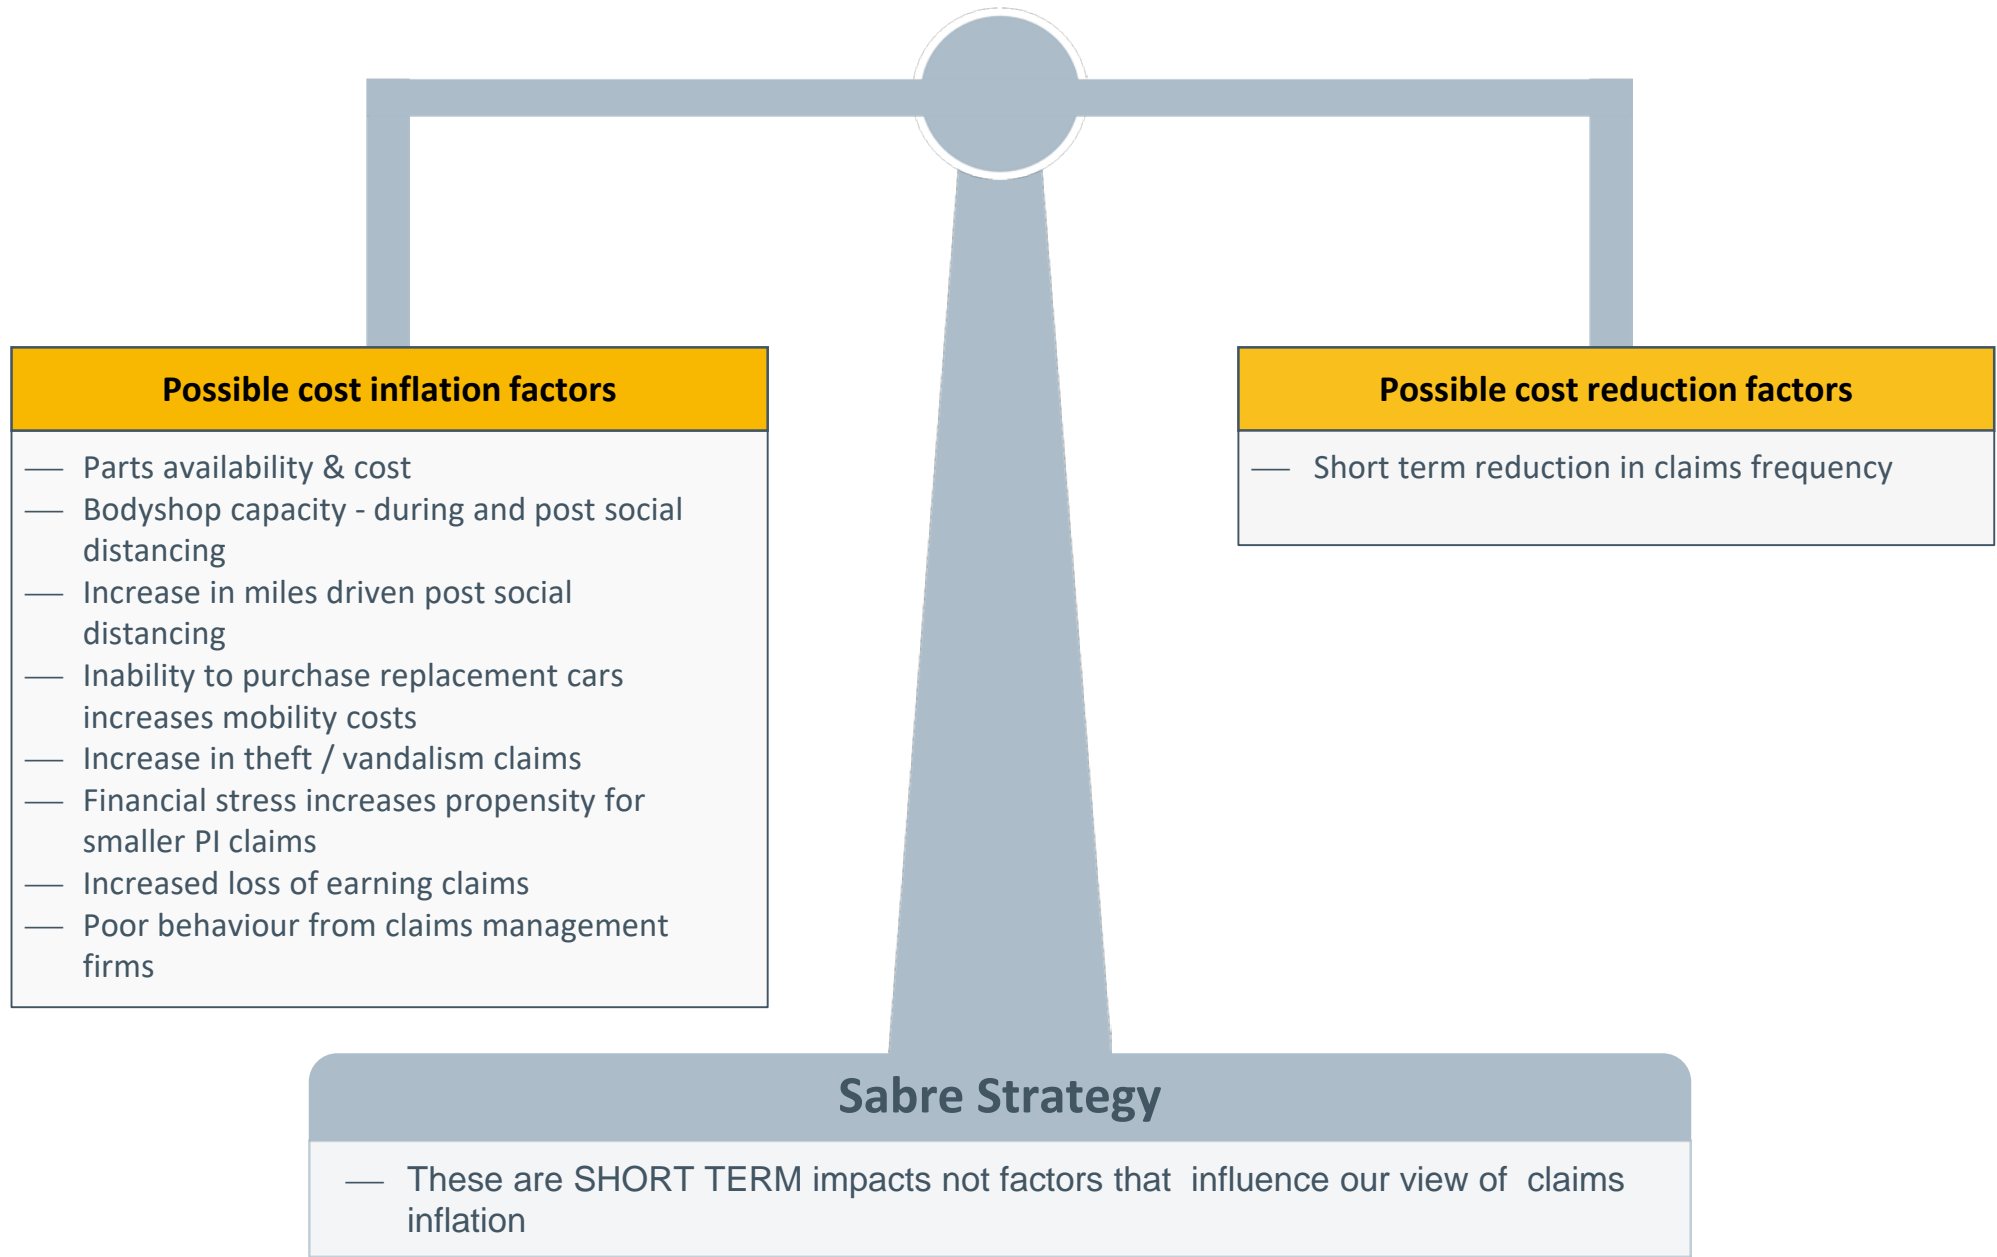 Possible cost inflation factors
— Parts availability & cost
— Bodyshop capacity - during and post social
distancing
— Increase in miles driven post social
distancing
— Inability to purchase replacement cars
increases mobility costs
— Increase in theft / vandalism claims
— Financial stress increases propensity for
smaller PI claims
— Increased loss of earning claims
— Poor behaviour from claims management
firms
Possible cost reduction factors
— Short term reduction in claims frequency
Sabre Strategy
— These are SHORT TERM impacts not factors that influence our view of claims
inflation